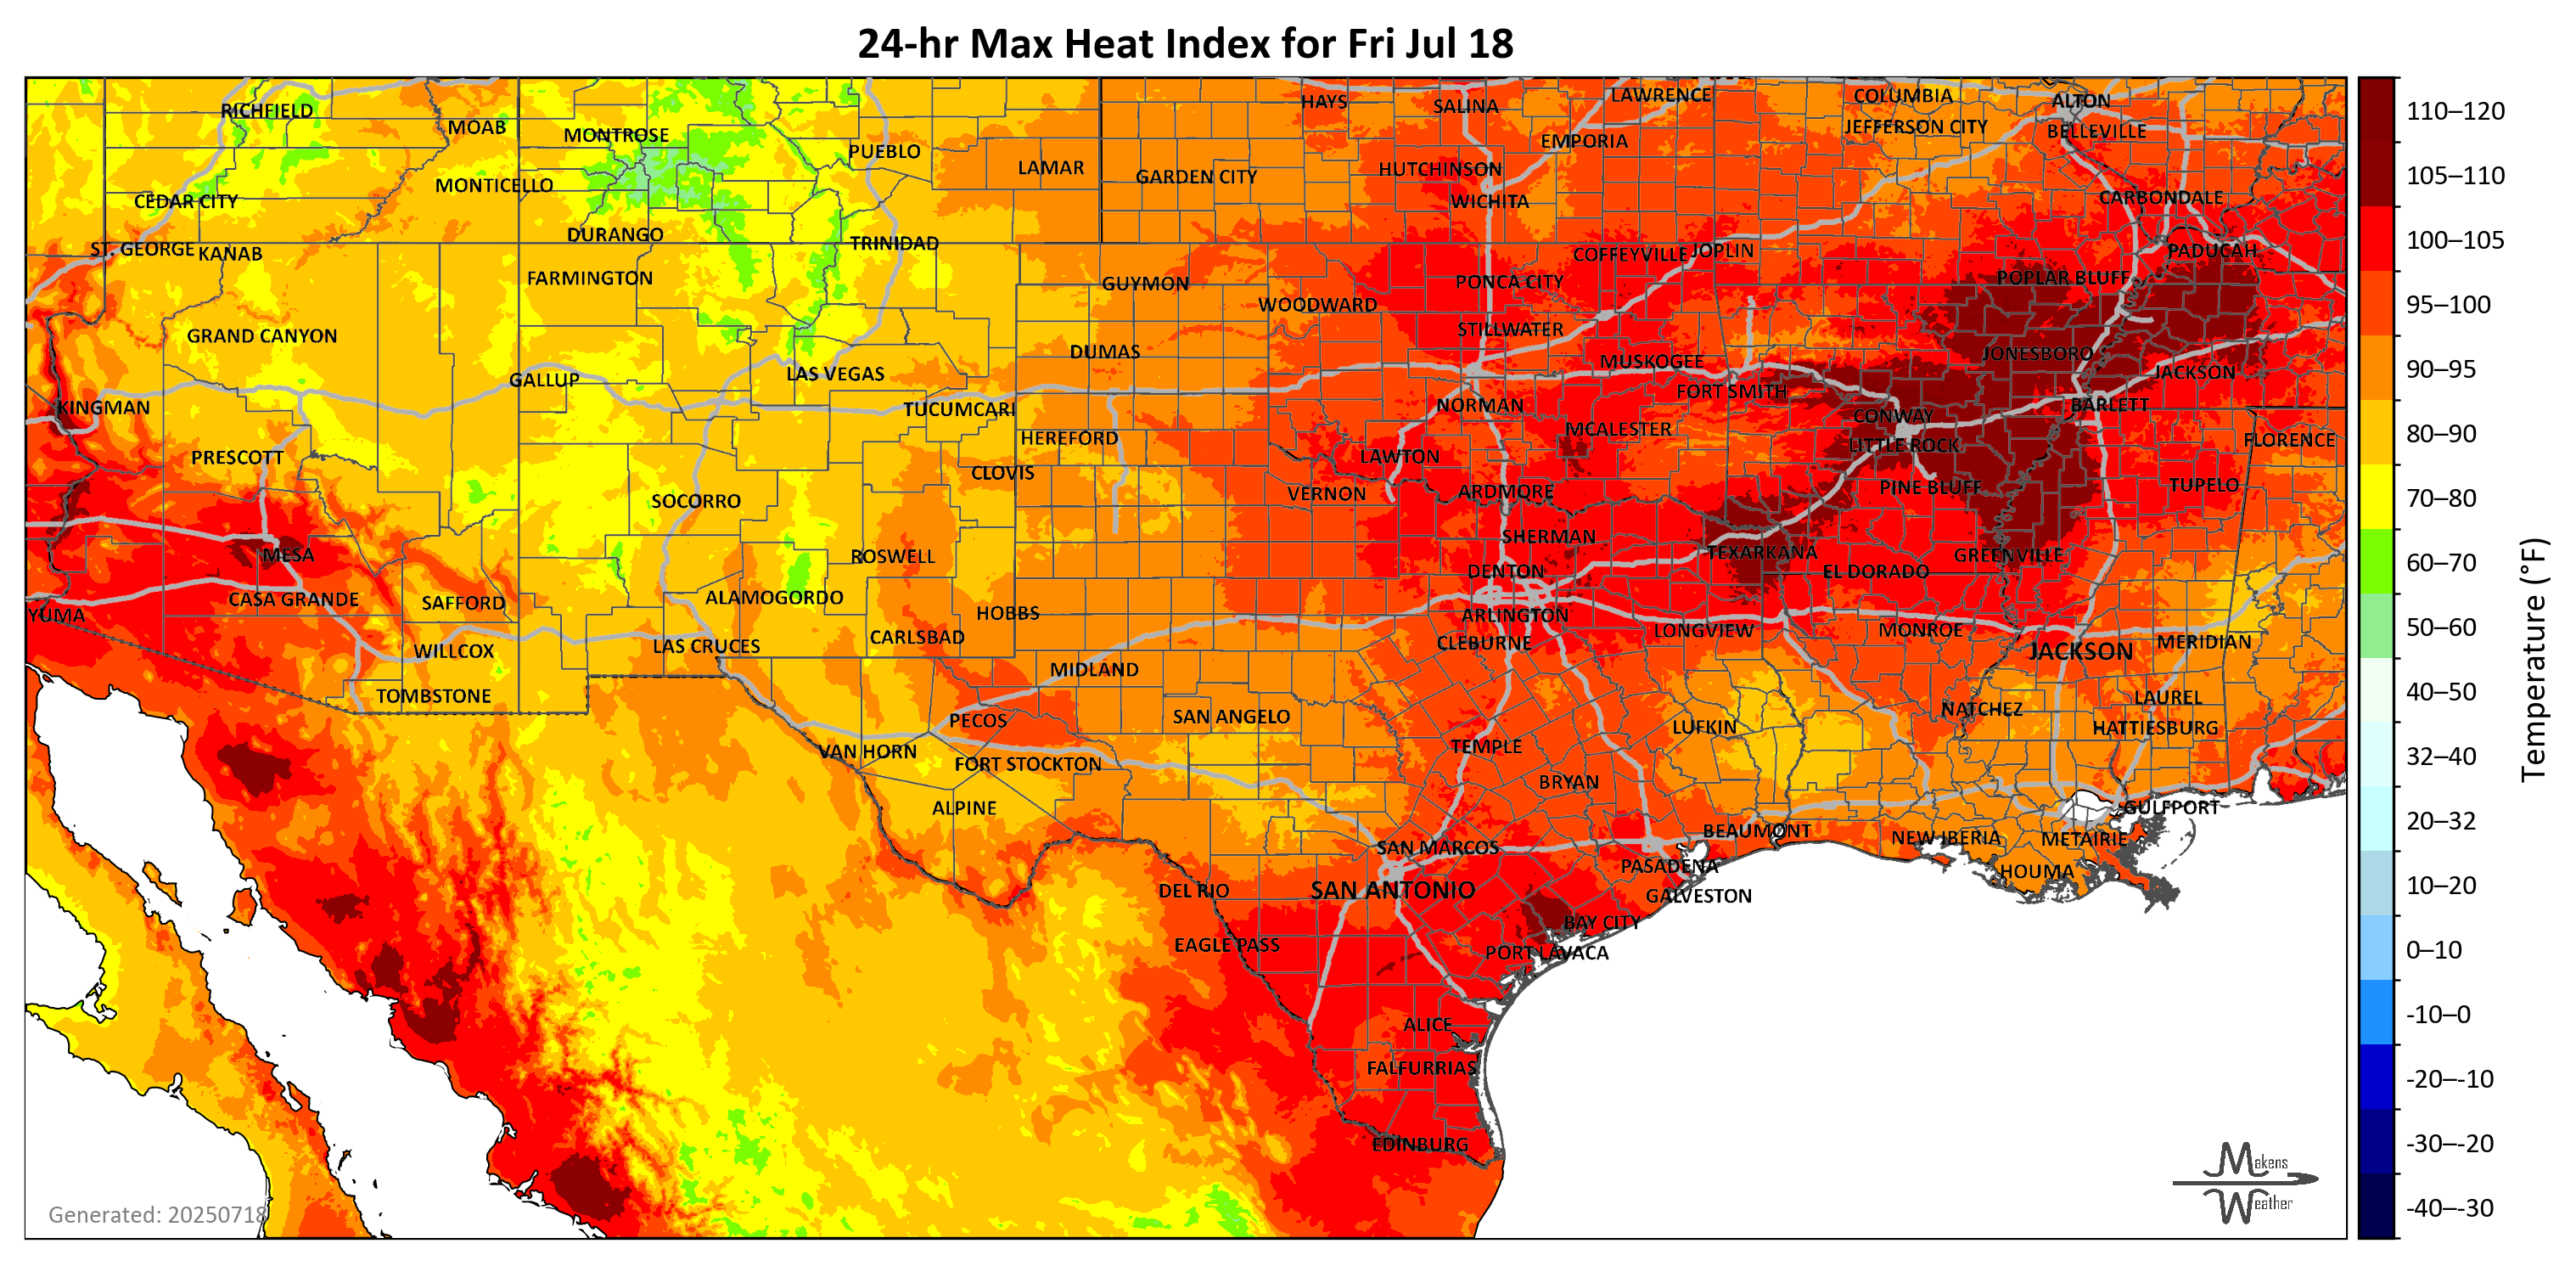 24-hr Max Heat Index for Fri Jul 18
RICHFIELD
MOAB
MONTROSE
PUEBLO
LAMAR
GARDEN CITY
HAYS
SALINA
LAWRENCE
EMPORIA
COLUMBIA
JEFFERSON CITY
ALTON
BELLEVILLE
CEDAR CITY
MONTICELLO
HUTCHINSON
WICHITA
CARBONDALE
ST. GEORGE
KANAB
DURANGO
TRINIDAD
COFFEYVILLE
JOPLIN
PADUCAH
FARMINGTON
GUYMON
WOODWARD
PONCA CITY
POPLAR BLUFF
GRAND CANYON
STILLWATER
DUMAS
MUSKOGEE
JONESBORO
GALLUP
LAS VEGAS
FORT SMITH
JACKSON
KINGMAN
TUCUMCARI
NORMAN
CONWAY
BARLETT
PRESCOTT
HEREFORD
MCALESTER
LITTLE ROCK
FLORENCE
CLOVIS
LAWTON
SOCORRO
VERNON
ARDMORE
PINE BLUFF
TUPELO
MESA
ROSWELL
SHERMAN
TEXARKANA
GREENVILLE
DENTON
EL DORADO
CASA GRANDE
SAFFORD
ALAMOGORDO
YUMA
HOBBS
ARLINGTON
CARLSBAD
CLEBURNE
LONGVIEW
MONROE
WILLCOX
LAS CRUCES
JACKSON
MERIDIAN
TOMBSTONE
MIDLAND
LAUREL
PECOS
SAN ANGELO
LUFKIN
NATCHEZ
HATTIESBURG
VAN HORN
FORT STOCKTON
TEMPLE
BRYAN
ALPINE
GULFPORT
BEAUMONT
NEW IBERIA
METAIRIE
SAN MARCOS
PASADENA
HOUMA
DEL RIO
SAN ANTONIO
GALVESTON
BAY CITY
EAGLE PASS
PORT LAVACA
ALICE
FALFURRIAS
EDINBURG
Generated: 20250718
Makens
Weather
110–120
105–110
100–105
95–100
90–95
80–90
70–80
60–70
50–60
40–50
32–40
20–32
10–20
0–10
-10–0
-20–-10
-30–-20
-40–-30
Temperature (°F)